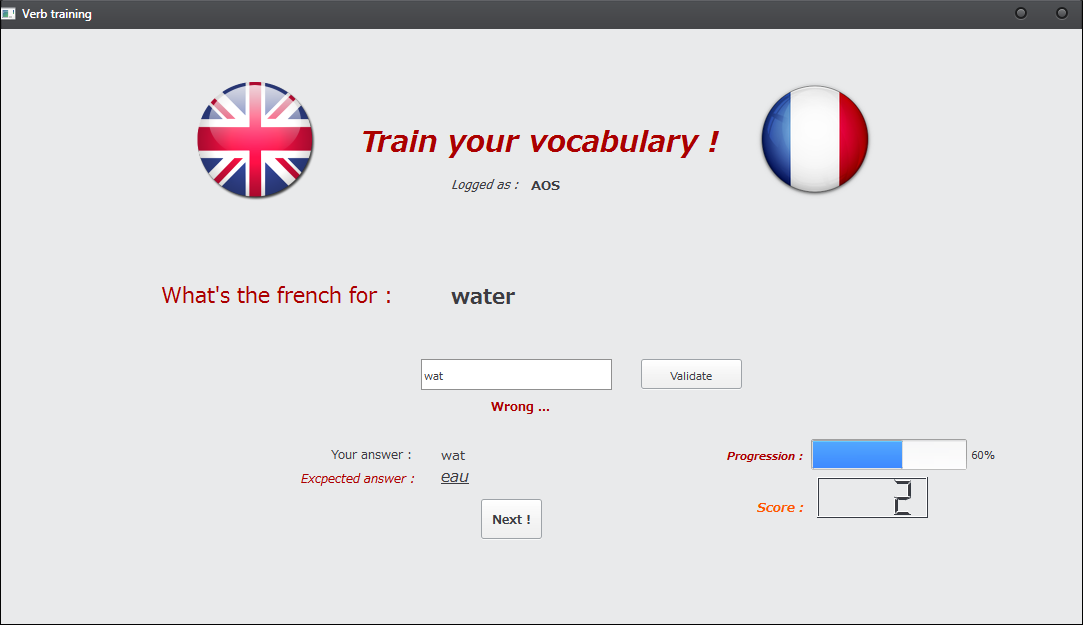 Verb training
Train your vocabulary !
Logged as : AOS
What's the french for : water
wat Validate
Wrong ...
Your answer : wat
Progression : 60%
Excpected answer : eau
Next !
Score : 2